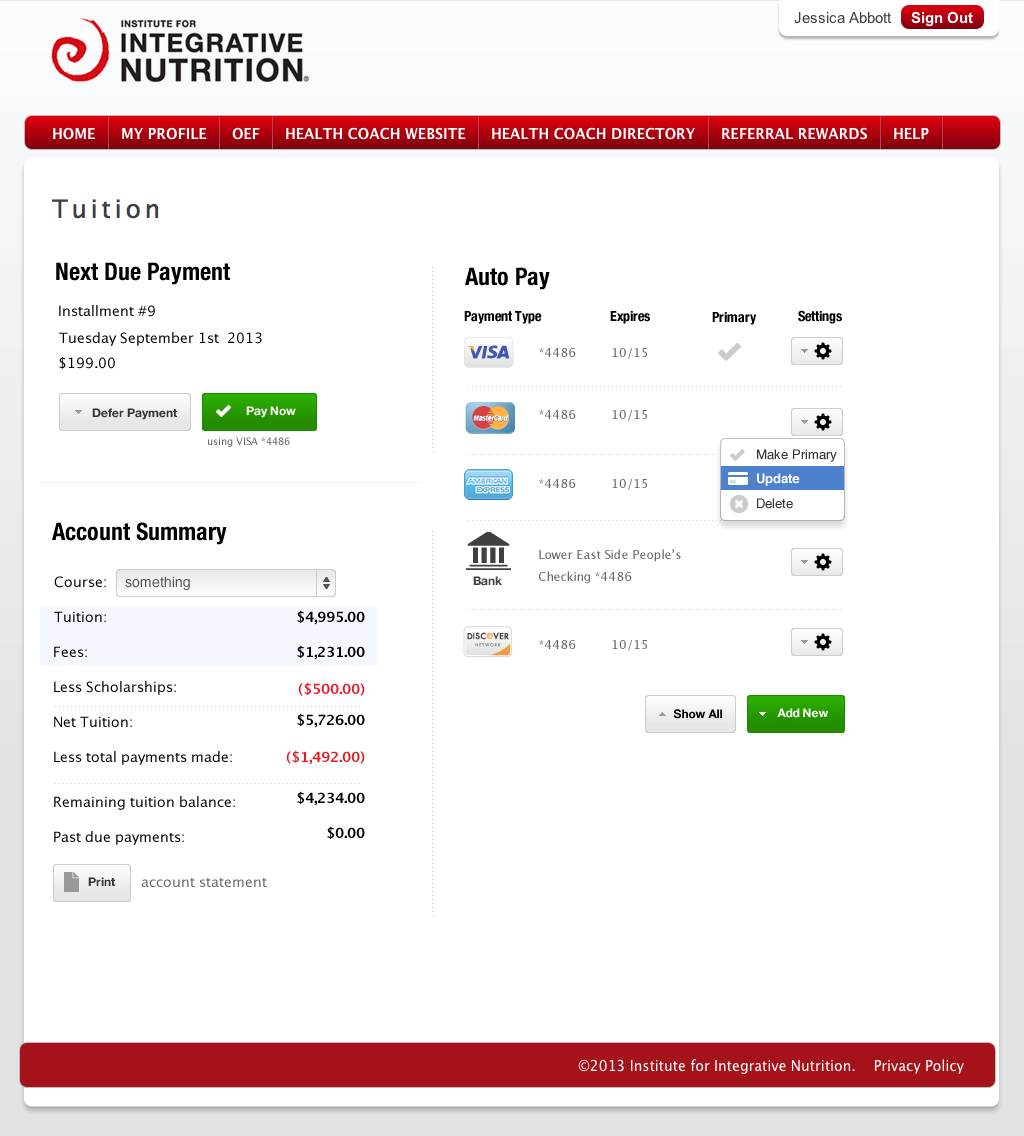 Jessica Abbott Sign Out
INSTITUTE FOR
INTEGRATIVE
NUTRITION®
HOME MY PROFILE OEF HEALTH COACH WEBSITE HEALTH COACH DIRECTORY REFERRAL REWARDS HELP
Tuition
Next Due Payment
Installment #9
Tuesday September 1st 2013
$199.00
Defer Payment Pay Now
using VISA *4486
Account Summary
Course: something
Tuition: $4,995.00
Fees: $1,231.00
Less Scholarships: ($500.00)
Net Tuition: $5,726.00
Less total payments made: ($1,492.00)
Remaining tuition balance: $4,234.00
Past due payments: $0.00
Print account statement
Auto Pay
Payment Type Expires Primary Settings
VISA *4486 10/15
MasterCard *4486 10/15
Make Primary
Update
Delete
AMERICAN EXPRESS *4486 10/15
Bank
Lower East Side People's
Checking *4486
DISCOVER
NETWORK
*4486 10/15
Show All Add New
©2013 Institute for Integrative Nutrition. Privacy Policy